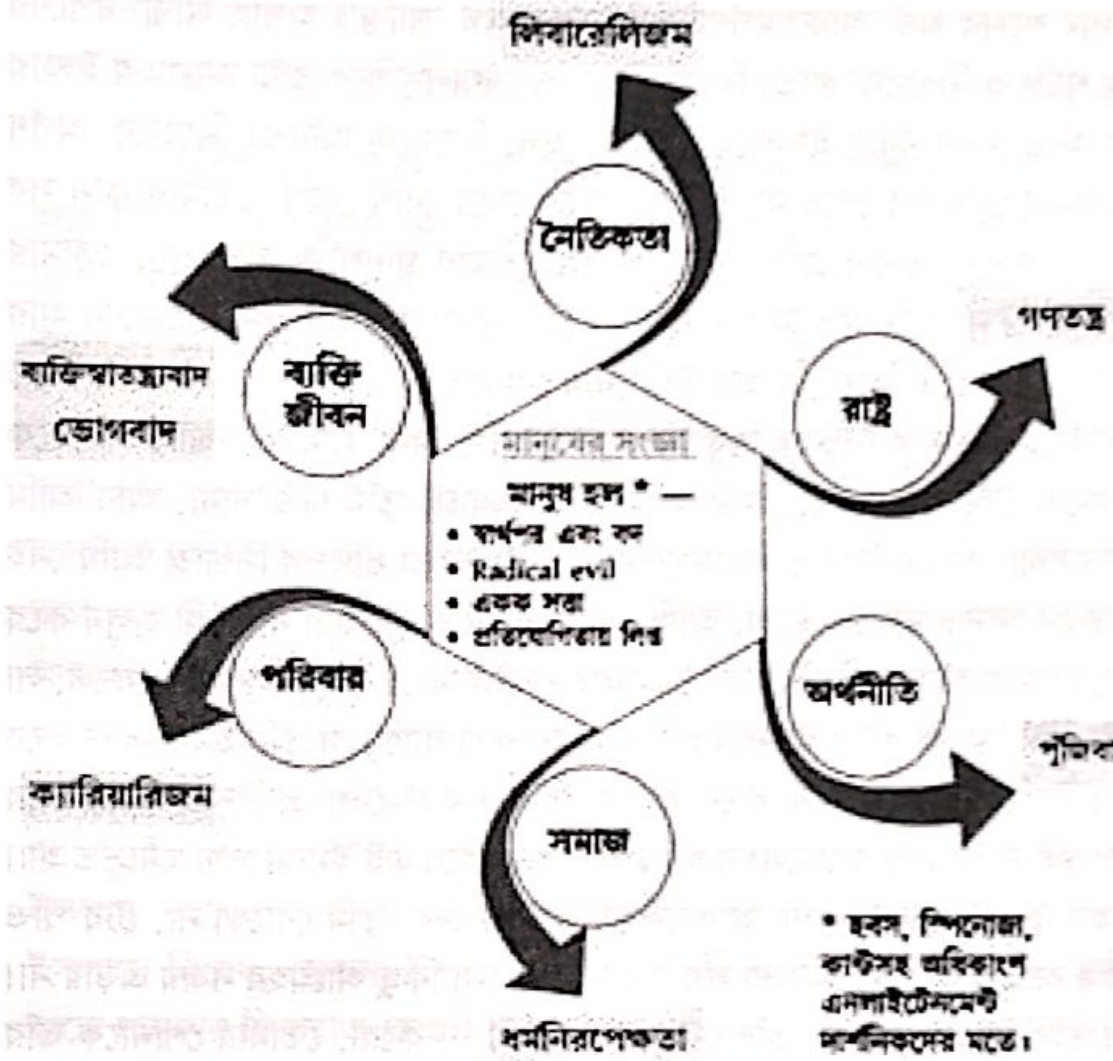 লিবারেলিজম
নৈতিকতা
গণতন্ত্র
ব্যক্তিস্বাতন্ত্র্যবাদ
ভোগবাদ
ব্যক্তি
জীবন
রাষ্ট্র
মানুষের সংজ্ঞা
মানুষ হল * —
• স্বার্থপর এবং বদ
• Radical evil
• একক সত্তা
• প্রতিযোগিতায় লিপ্ত
পরিবার
অর্থনীতি
ক্যারিয়ারিজম
পুঁজিবা
সমাজ
ধর্মনিরপেক্ষতা
* হবস, স্পিনোজা,
কান্টসহ অধিকাংশ
এনলাইটেনমেন্ট
দার্শনিকদের মতে।